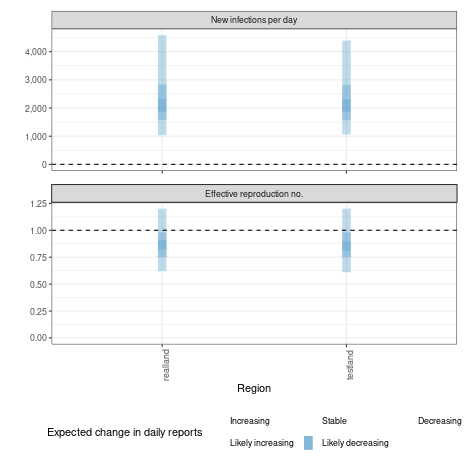 New infections per day
4,000
3,000
2,000
1,000
0
Effective reproduction no.
1.25
1.00
0.75
0.50
0.25
0.00
realland
testland
Region
Expected change in daily reports
Increasing
Stable
Decreasing
Likely increasing
Likely decreasing